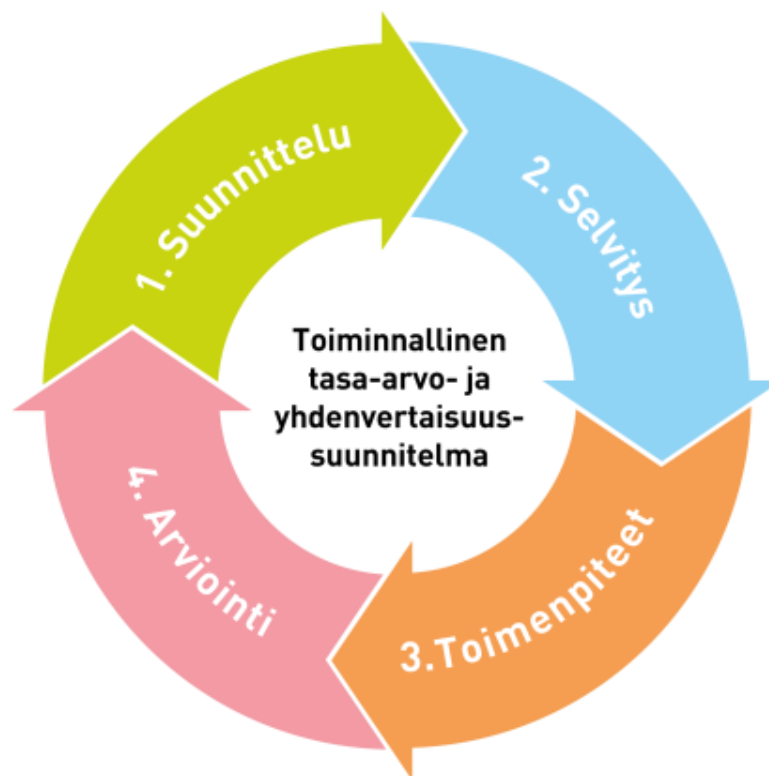 1. Suunnittelu
2. Selvitys
3.Toimenpiteet
4. Arviointi
Toiminnallinen
tasa-arvo- ja
yhdenvertaisuus-
suunnitelma